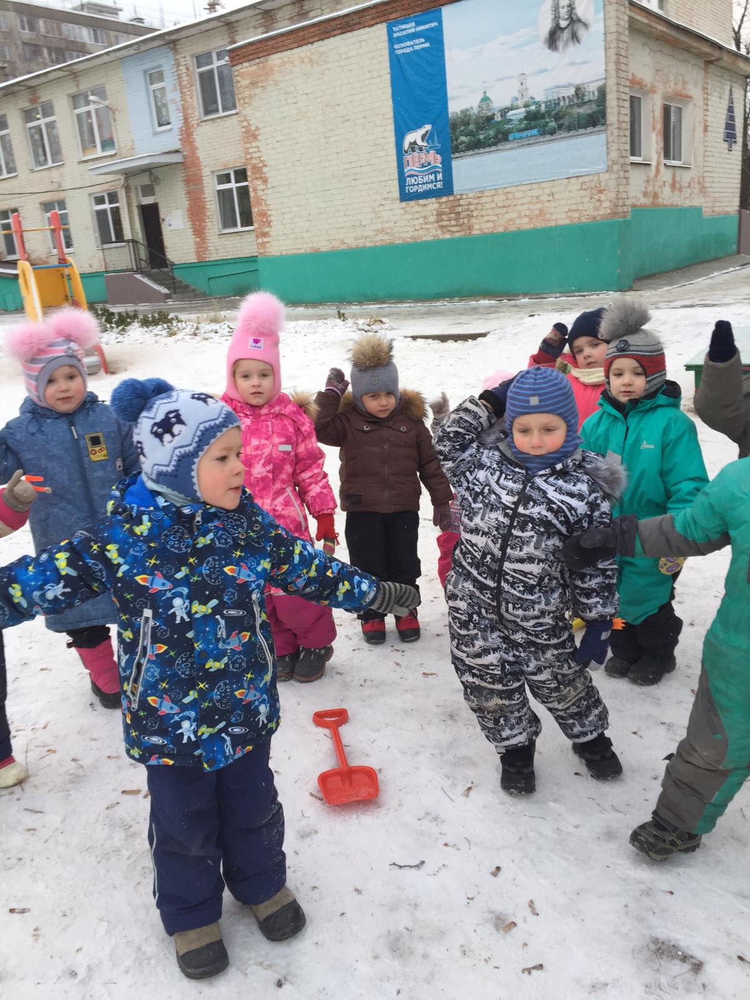 ТАТИЩЕВ
ВАСИЛИЙ НИКИТИЧ
ОСНОВАТЕЛЬ
ГОРОДА ПЕРМИ
ПЕРМЬ
ЛЮБИМ И
ГОРДИМСЯ!